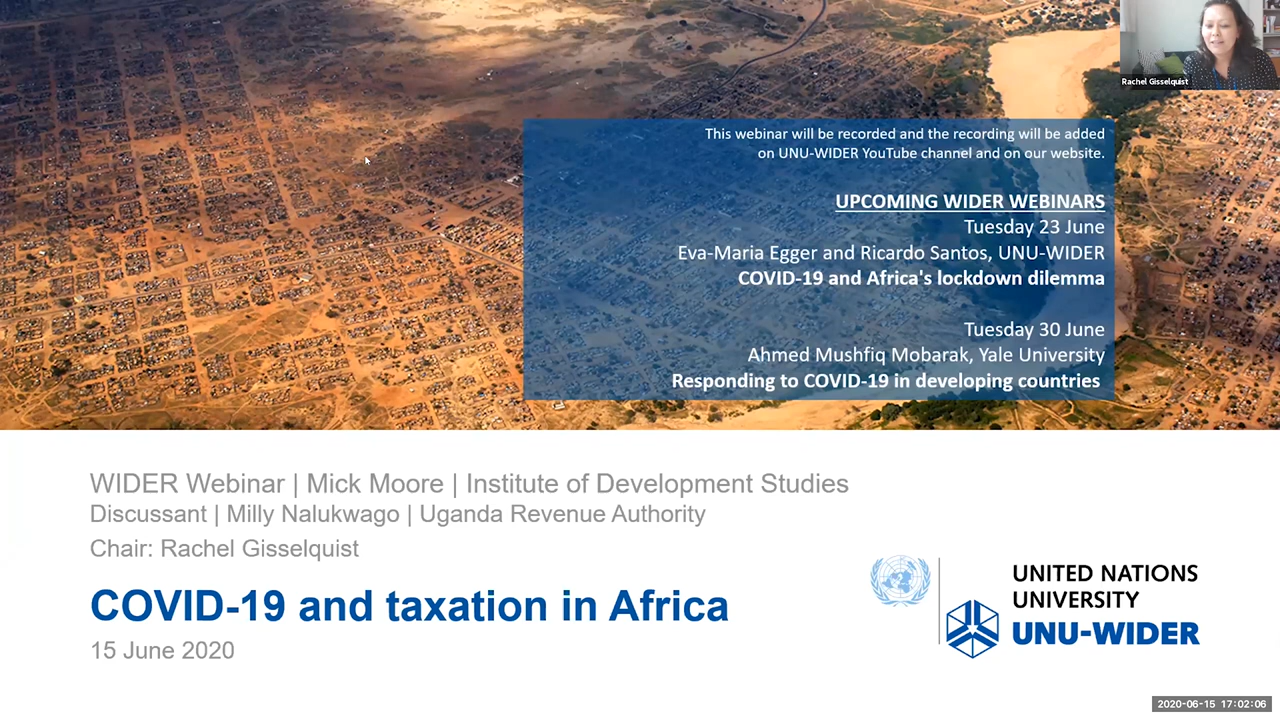 Rachel Gisselquist
This webinar will be recorded and the recording will be added
on UNU-WIDER YouTube channel and on our website.
UPCOMING WIDER WEBINARS
Tuesday 23 June
Eva-Maria Egger and Ricardo Santos, UNU-WIDER
COVID-19 and Africa's lockdown dilemma
Tuesday 30 June
Ahmed Mushfiq Mobarak, Yale University
Responding to COVID-19 in developing countries
WIDER Webinar | Mick Moore | Institute of Development Studies
Discussant | Milly Nalukwago | Uganda Revenue Authority
Chair: Rachel Gisselquist
COVID-19 and taxation in Africa
15 June 2020
UNITED NATIONS
UNIVERSITY
UNU-WIDER
2020-06-15 17:02:06